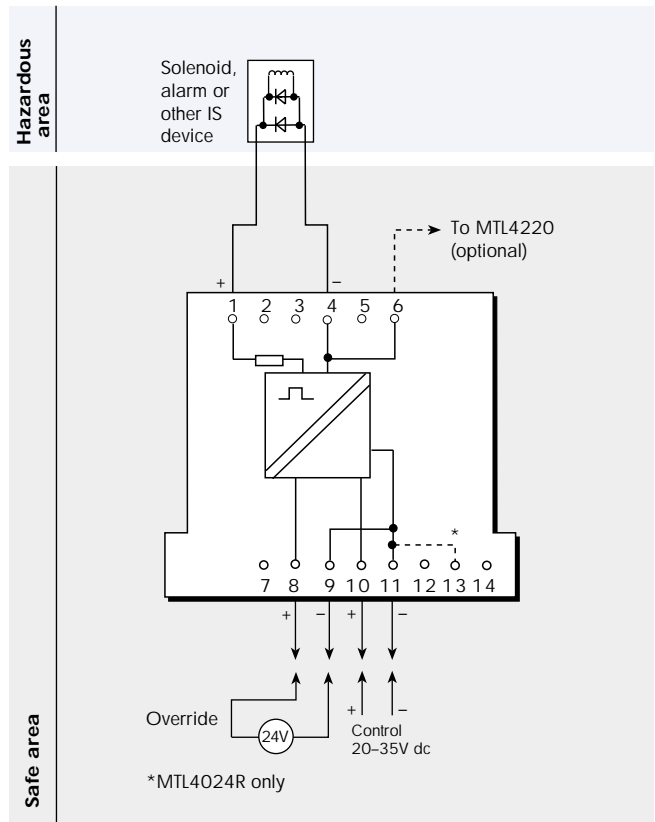 Hazardous
area
Solenoid,
alarm or
other IS
device
To MTL4220
(optional)
+ –
1 2 3 4 5 6
*
7 8 9 10 11 12 13 14
+ – + –
Override
24V
+ –
Control
20–35V dc
*MTL4024R only
Safe area